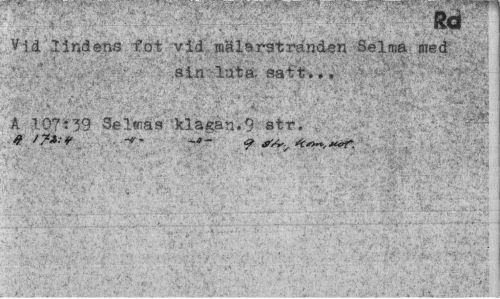 Rd
Vid lindens fot vid mälarstranden Selma med
sin luta satt...
A 107:39 Selmas klagan.9 str.
A 172:4 -"- -"- 9 str., kom, not.